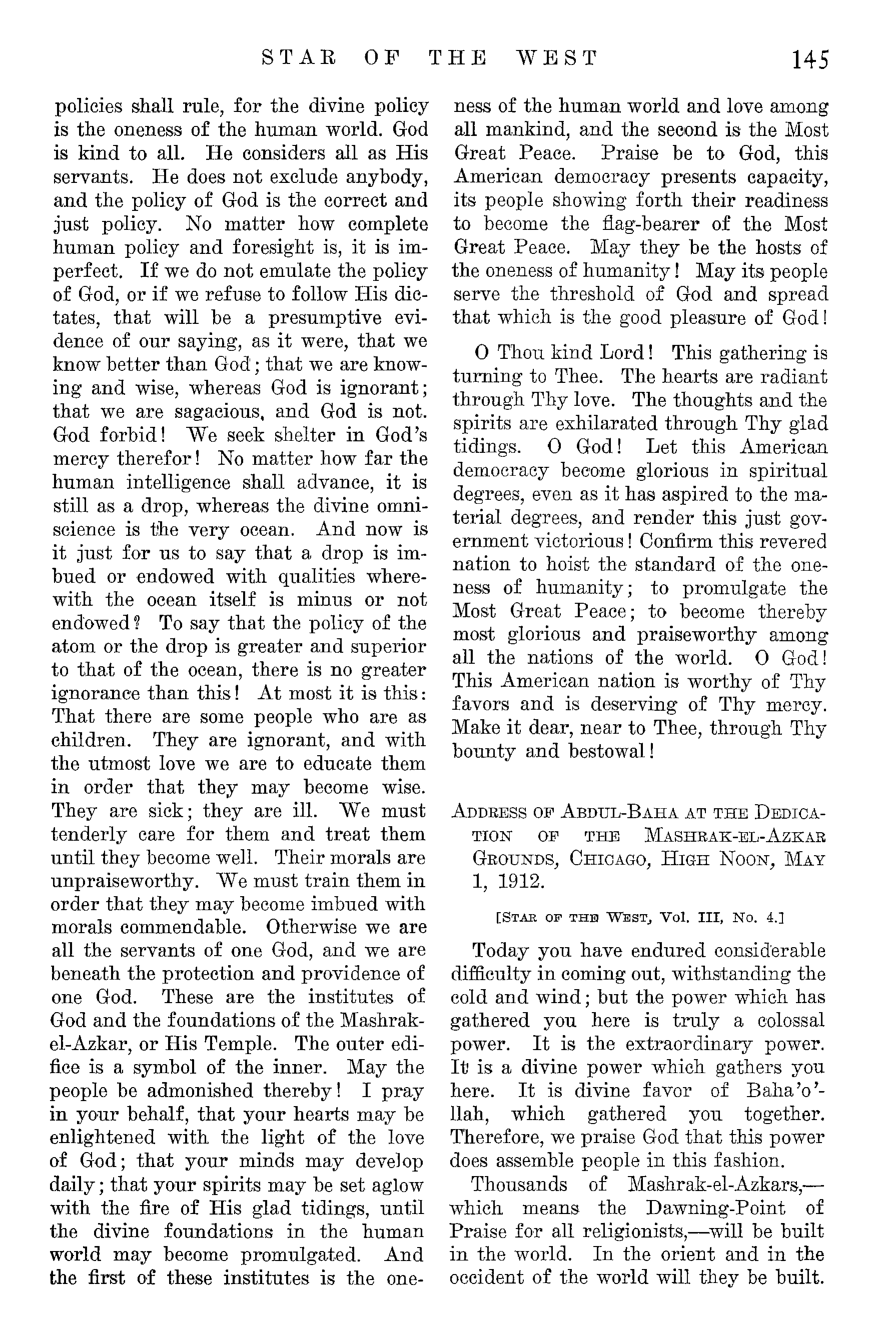 STAR OF THE WEST 145
policies shall rule, for the divine policy
is the oneness of the human world. God
is kind to all. He considers all as His
servants. He does not exclude anybody,
and the policy of God is the correct and
just policy. No matter how complete
human policy and foresight is, it is im-
perfect. If we do not emulate the policy
of God, or if we refuse to follow His dic-
tates, that will be a presumptive evi-
dence of our saying, as it were, that we
know better than God; that we are know-
ing and wise, whereas God is ignorant;
that we are sagacious, and God is not.
God forbid! We seek shelter in God's
mercy therefor! No matter how far the
human intelligence shall advance, it is
still as a drop, whereas the divine omni-
science is the very ocean. And now is
it just for us to say that a drop is im-
bued or endowed with qualities where-
with the ocean itself is minus or not
endowed? To say that the policy of the
atom or the drop is greater and superior
to that of the ocean, there is no greater
ignorance than this! At most it is this:
That there are some people who are as
children. They are ignorant, and with
the utmost love we are to educate them
in order that they may become wise.
They are sick; they are ill. We must
tenderly care for them and treat them
until they become well. Their morals are
unpraiseworthy. We must train them in
order that they may become imbued with
morals commendable. Otherwise we are
all the servants of one God, and we are
beneath the protection and providence of
one God. These are the institutes of
God and the foundations of the Mashrak-
el-Azkar, or His Temple. The outer edi-
fice is a symbol of the inner. May the
people be admonished thereby! I pray
in your behalf, that your hearts may be
enlightened with the light of the love
of God; that your minds may develop
daily; that your spirits may be set aglow
with the fire of His glad tidings, until
the divine foundations in the human
world may become promulgated. And
the first of these institutes is the one-
ness of the human world and love among
all mankind, and the second is the Most
Great Peace. Praise be to God, this
American democracy presents capacity,
its people showing forth their readiness
to become the flag-bearer of the Most
Great Peace. May they be the hosts of
the oneness of humanity! May its people
serve the threshold of God and spread
that which is the good pleasure of God!
O Thou kind Lord! This gathering is
turning to Thee. The hearts are radiant
through Thy love. The thoughts and the
spirits are exhilarated through Thy glad
tidings. O God! Let this American
democracy become glorious in spiritual
degrees, even as it has aspired to the ma-
terial degrees, and render this just gov-
ernment victorious! Confirm this revered
nation to hoist the standard of the one-
ness of humanity; to promulgate the
Most Great Peace; to become thereby
most glorious and praiseworthy among
all the nations of the world. O God!
This American nation is worthy of Thy
favors and is deserving of Thy mercy.
Make it dear, near to Thee, through Thy
bounty and bestowal!
ADDRESS OF ABDUL-BAHA AT THE DEDICA-
TION OF THE MASHRAK-EL-AZKAR
GROUNDS, CHICAGO, HIGH NOON, MAY
1, 1912.
[STAR OF THE WEST, Vol. III, No. 4.]
Today you have endured considerable
difficulty in coming out, withstanding the
cold and wind; but the power which has
gathered you here is truly a colossal
power. It is the extraordinary power.
It is a divine power which gathers you
here. It is divine favor of Baha'o'-
llah, which gathered you together.
Therefore, we praise God that this power
does assemble people in this fashion.
Thousands of Mashrak-el-Azkars,—
which means the Dawning-Point of
Praise for all religionists,—will be built
in the world. In the orient and in the
occident of the world will they be built.